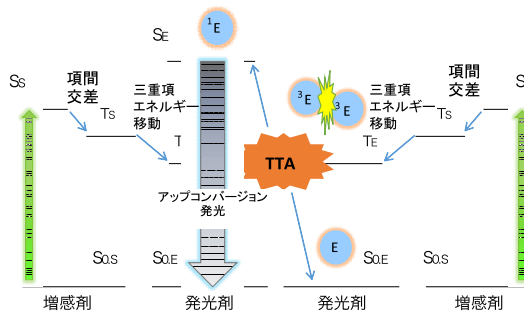 SE
¹E
SS
項間
交差
TS
三重項
エネルギー
移動
T
アップコンバージョン
発光
S0.S
S0.E
増感剤
発光剤
³E
³E
TTA
TE
三重項
エネルギー
移動
項間
交差
TS
S
E
S0.E
S0.S
発光剤
増感剤